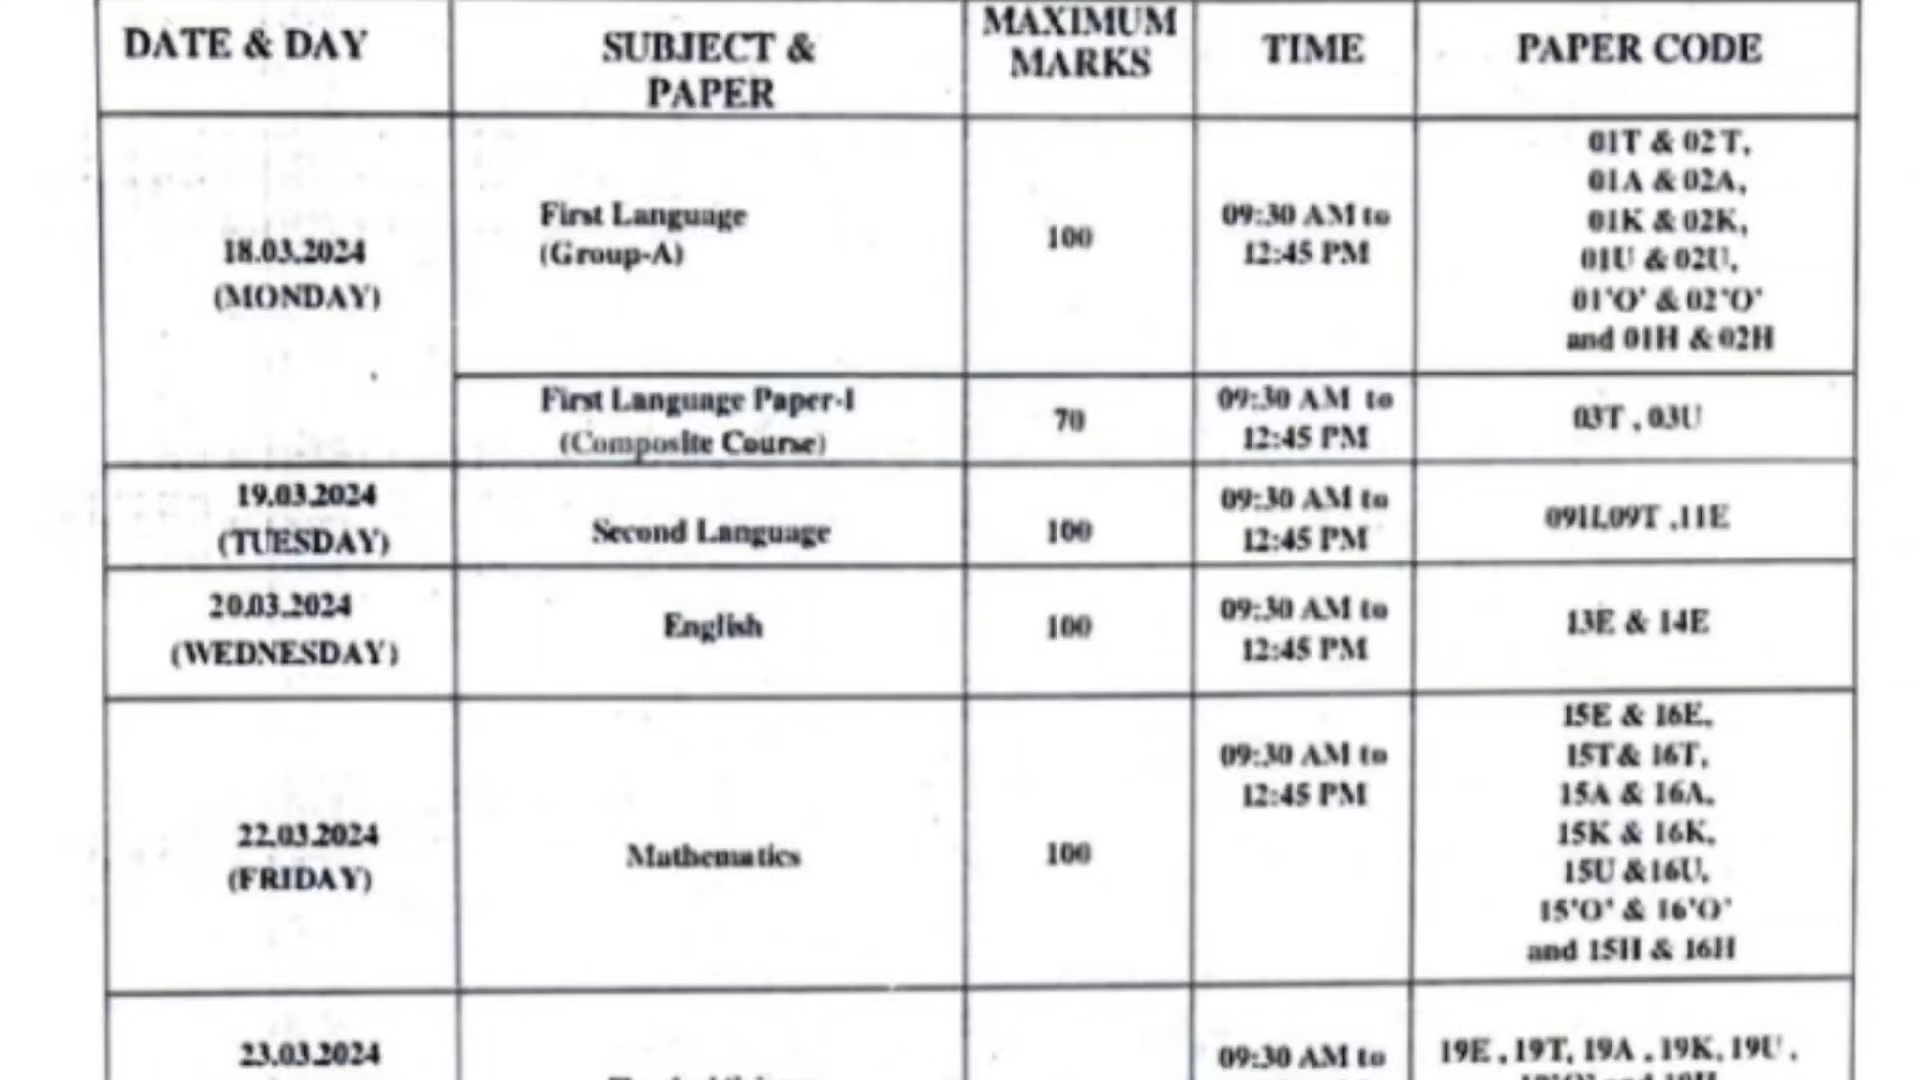 DATE & DAY
SUBJECT &
PAPER
MAXIMUM
MARKS
TIME
PAPER CODE
18.03.2024
(MONDAY)
First Language
(Group-A)
100
09:30 AM to
12:45 PM
01T & 02T,
01A & 02A,
01K & 02K,
01U & 02U,
01'O' & 02'O'
and 01H & 02H
First Language Paper-I
(Composite Course)
70
09:30 AM to
12:45 PM
03T , 03U
19.03.2024
(TUESDAY)
Second Language
100
09:30 AM to
12:45 PM
09H,09T ,11E
20.03.2024
(WEDNESDAY)
English
100
09:30 AM to
12:45 PM
13E & 14E
22.03.2024
(FRIDAY)
Mathematics
100
09:30 AM to
12:45 PM
15E & 16E,
15T& 16T,
15A & 16A,
15K & 16K,
15U &16U,
15'O' & 16'O'
and 15H & 16H
23.03.2024
09:30 AM to
19E , 19T, 19A , 19K, 19U ,